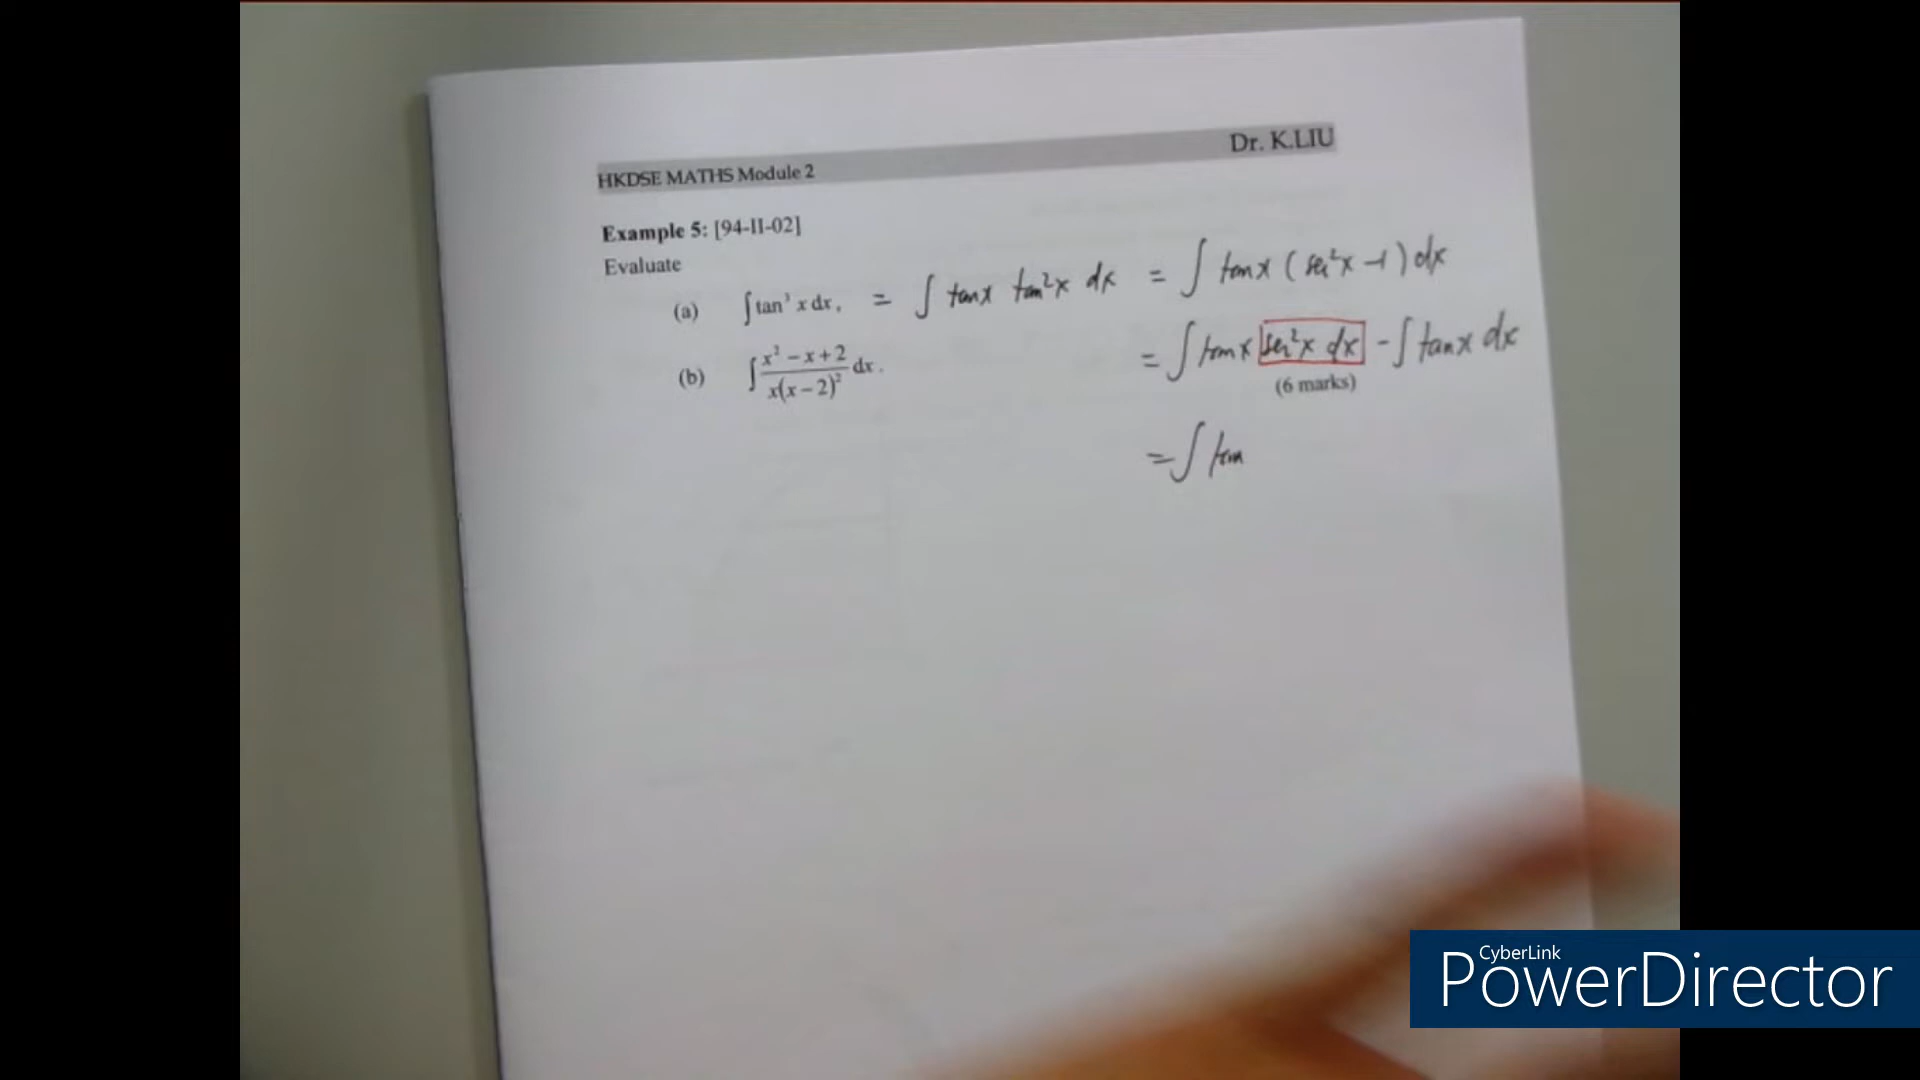 Dr. K.LIU
HKDSE MATHS Module 2
Example 5: [94-II-02]
Evaluate
(a) ∫tan³ x dx, = ∫ tanx tan²x dx = ∫ tanx (sec²x -1) dx
= ∫ tanx sec²x dx - ∫ tanx dx
(b) ∫ x² - x + 2 / x(x - 2)² dx.
(6 marks)
= ∫ tan
CyberLink
PowerDirector